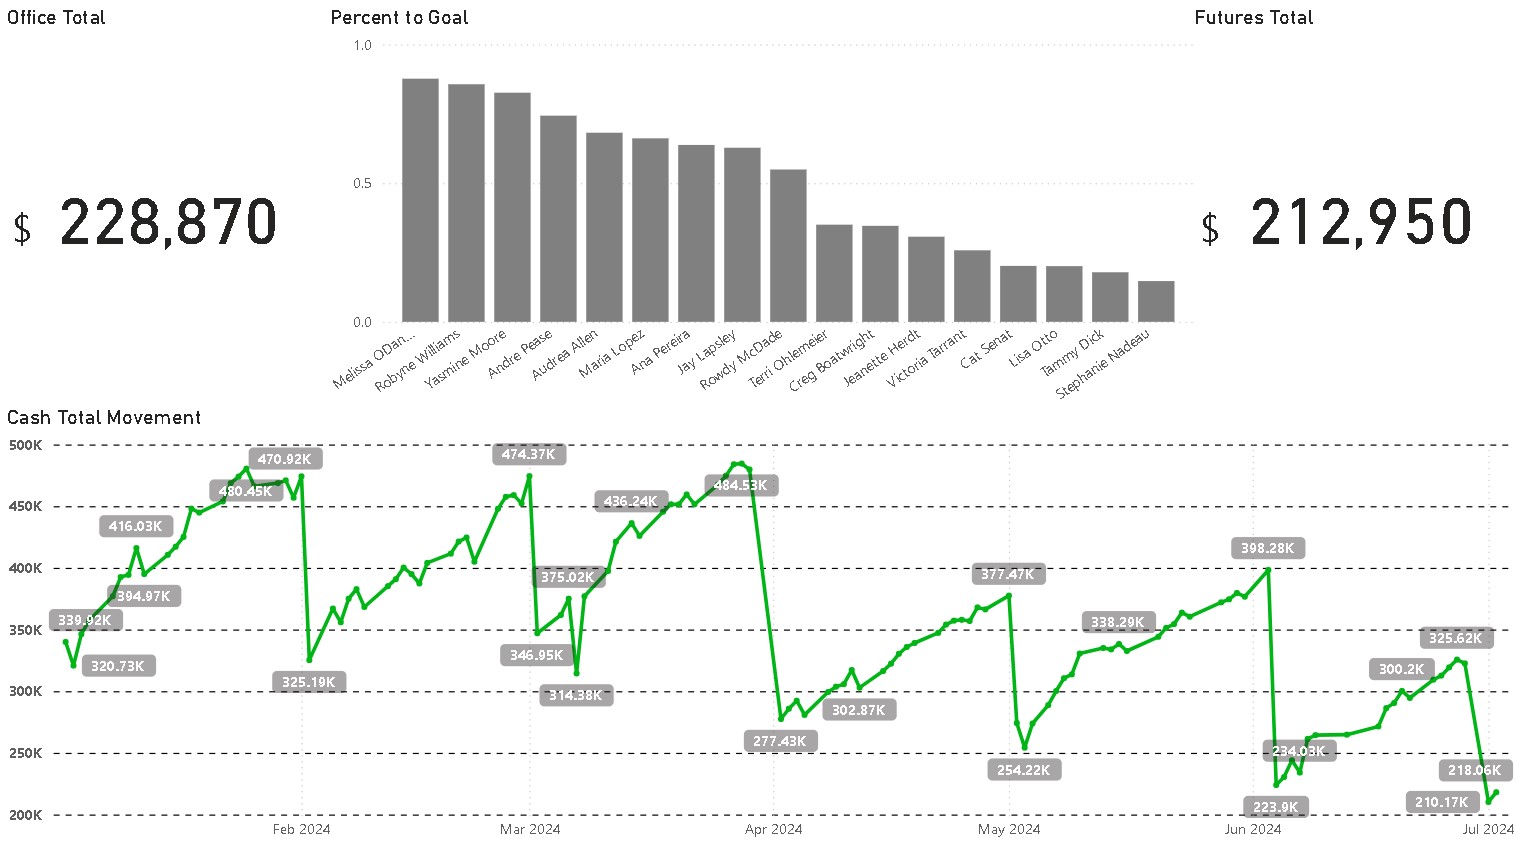 Office Total
Percent to Goal
Futures Total
1.0
0.5
0.0
$ 228,870
$ 212,950
Melissa ODan...
Robyne Williams
Yasmine Moore
Andre Pease
Audrea Allen
Maria Lopez
Ana Pereira
Jay Lapsley
Rowdy McDade
Terri Ohlemeier
Creg Boatwright
Jeanette Herdt
Victoria Tarrant
Cat Senat
Lisa Otto
Tammy Dick
Stephanie Nadeau
Cash Total Movement
500K
450K
400K
350K
300K
250K
200K
339.92K
320.73K
394.97K
416.03K
480.45K
470.92K
325.19K
474.37K
346.95K
375.02K
314.38K
436.24K
484.53K
277.43K
302.87K
377.47K
254.22K
338.29K
398.28K
223.9K
234.03K
300.2K
325.62K
210.17K
218.06K
Feb 2024
Mar 2024
Apr 2024
May 2024
Jun 2024
Jul 2024